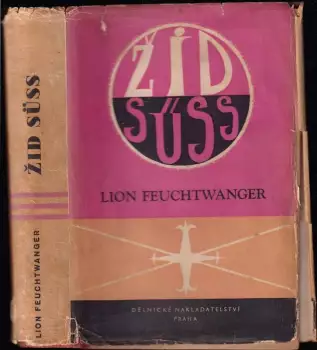 ŽID SÜSS
LION FEUCHTWANGER
ŽID
SÜSS
LION FEUCHTWANGER
DĚLNICKÉ NAKLADATELSTVÍ
PRAHA